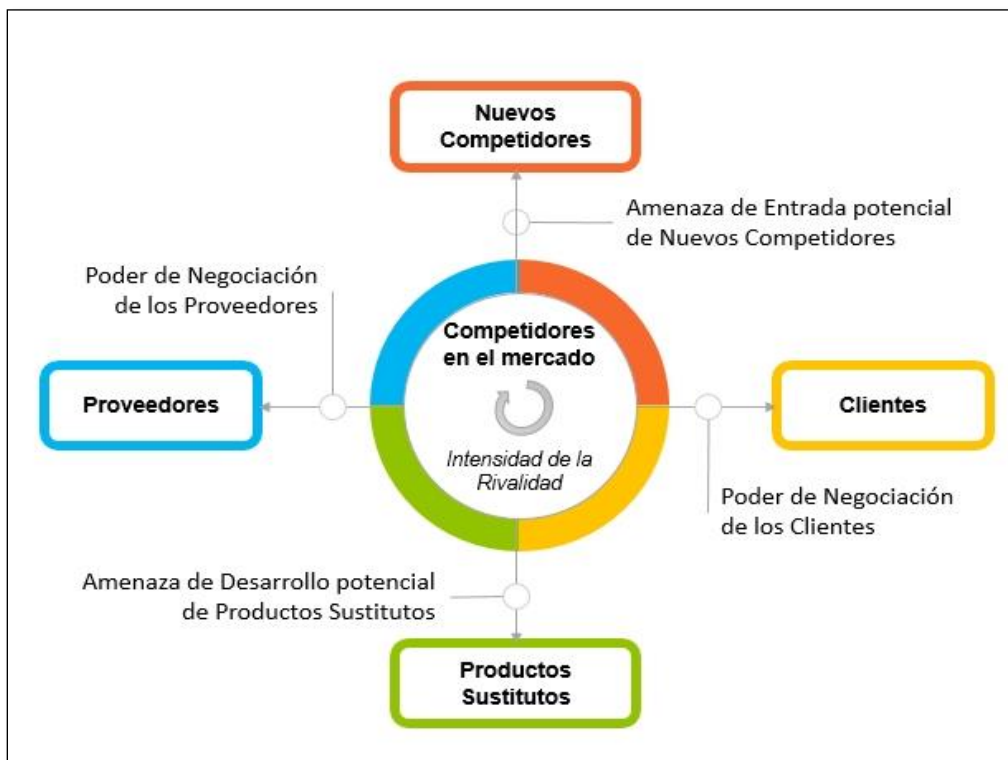 Nuevos
Competidores
Amenaza de Entrada potencial
de Nuevos Competidores
Poder de Negociación
de los Proveedores
Competidores
en el mercado
Proveedores
Clientes
Intensidad de la
Rivalidad
Poder de Negociación
de los Clientes
Amenaza de Desarrollo potencial
de Productos Sustitutos
Productos
Sustitutos